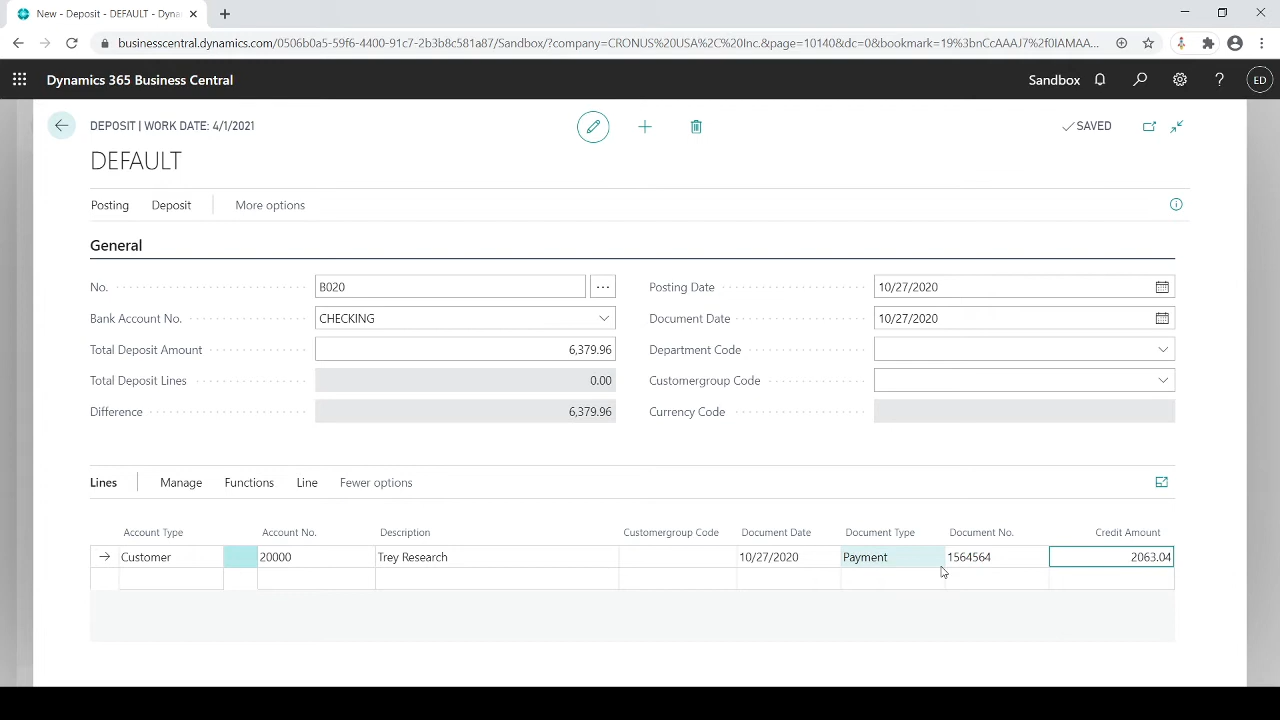 New - Deposit - DEFAULT - Dyna
businesscentral.dynamics.com/0506b0a5-59f6-4400-91c7-2b3b8c581a87/Sandbox/?company=CRONUS%20USA%2C%20Inc.&page=10140&dc=0&bookmark=19%3bnCcAAAJ7%2f0IAMAA...
Dynamics 365 Business Central
Sandbox
?
ED
DEPOSIT | WORK DATE: 4/1/2021
SAVED
DEFAULT
Posting Deposit More options
General
No. B020 ...
Posting Date 10/27/2020
Bank Account No. CHECKING
Document Date 10/27/2020
Total Deposit Amount 6,379.96
Department Code
Total Deposit Lines 0.00
Customergroup Code
Difference 6,379.96
Currency Code
Lines Manage Functions Line Fewer options
Account Type Account No. Description Customergroup Code Document Date Document Type Document No. Credit Amount
Customer 20000 Trey Research 10/27/2020 Payment 1564564 2063.04